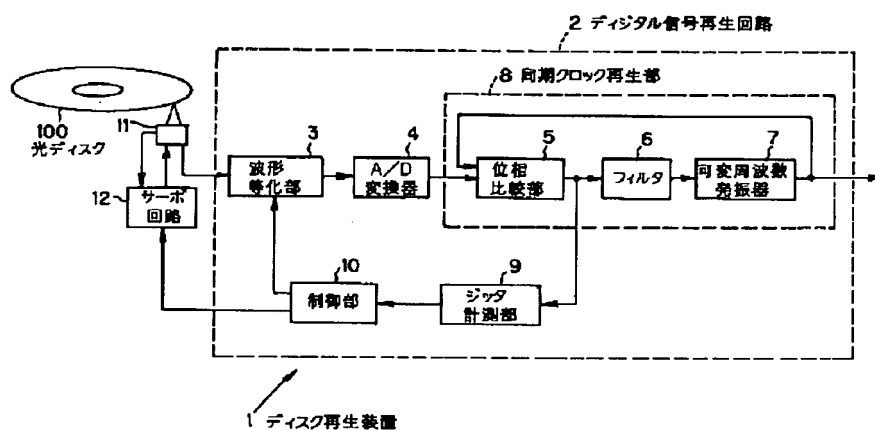 2 ディジタル信号再生回路
8 同期クロック再生部
100
光ディスク
11
3
波形
等化部
4
A/D
変換器
5
位相
比較部
6
フィルタ
7
可変周波数
発振器
12
サーボ
回路
10
制御部
9
ジッタ
計測部
1 ディスク再生装置